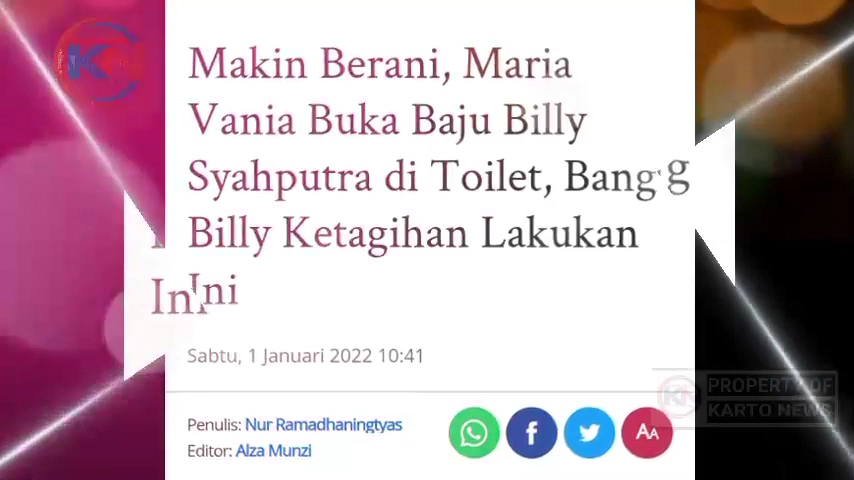 Makin Berani, Maria
Vania Buka Baju Billy
Syahputra di Toilet, Bang
Billy Ketagihan Lakukan
Ini
Sabtu, 1 Januari 2022 10:41
Penulis: Nur Ramadhaningtyas
Editor: Alza Munzi
AA
PROPERTY OF
KARTO NEWS